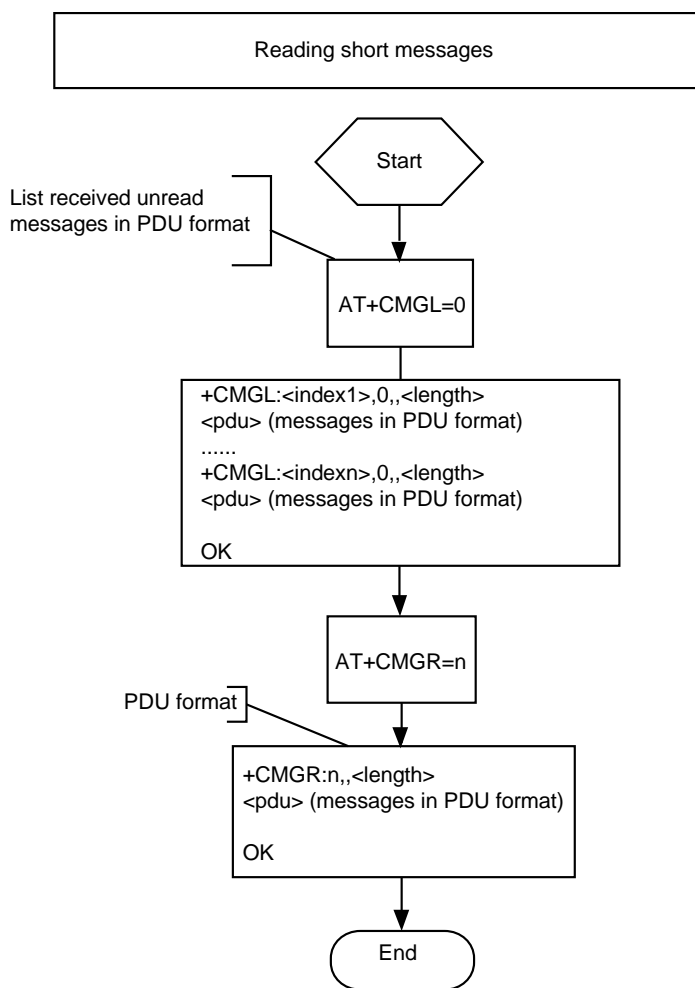 Reading short messages
Start
List received unread
messages in PDU format
AT+CMGL=0
+CMGL:<index1>,0,,<length>
<pdu> (messages in PDU format)
......
+CMGL:<indexn>,0,,<length>
<pdu> (messages in PDU format)
OK
AT+CMGR=n
PDU format
+CMGR:n,,<length>
<pdu> (messages in PDU format)
OK
End